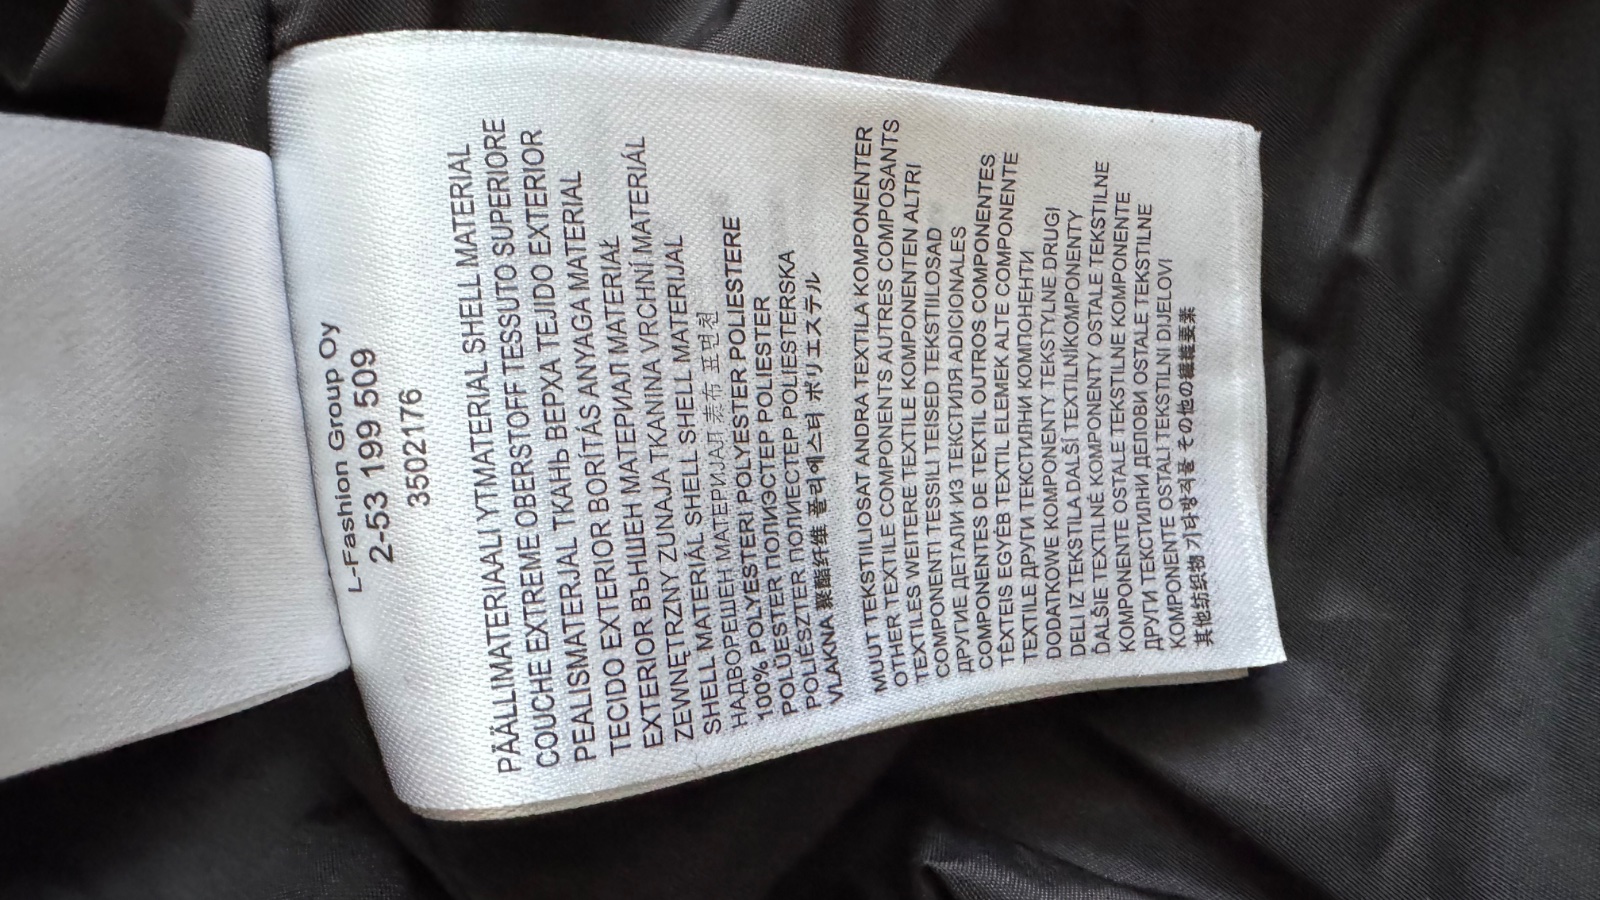 L-Fashion Group Oy
2-53 199 509
3502176
PÄÄLLIMATERIAALI YTMATERIAL SHELL MATERIAL
COUCHE EXTREME OBERSTOFF TESSUTO SUPERIORE
PEALISMATERJAL ТКАНЬ ВЕРХА TEJIDO EXTERIOR
TECIDO EXTERIOR BORÍTÁS ANYAGA MATERIAL
EXTERIOR ВЪНШЕН МАТЕРИАЛ MATERIAŁ
ZEWNĘTRZNY ZUNAJA TKANINA VRCHNÍ MATERIÁL
SHELL MATERIÁL SHELL SHELL MATERIJAL
НАДВОРЕШЕН МАТЕРИЈАЛ 表布 표면천
100% POLYESTERI POLYESTER POLIESTERE
POLÜESTER ПОЛИЭСТЕР POLIESTER
POLIÉSZTER ПОЛИЕСТЕР POLIESTERSKA
VLAKNA 聚酯纤维 폴리에스터 ポリエステル
MUUT TEKSTIILIOSAT ANDRA TEXTILA KOMPONENTER
OTHER TEXTILE COMPONENTS AUTRES COMPOSANTS
TEXTILES WEITERE TEXTILE KOMPONENTEN ALTRI
COMPONENTI TESSILI TEISED TEKSTIILOSAD
ДРУГИЕ ДЕТАЛИ ИЗ ТЕКСТИЛЯ ADICIONALES
COMPONENTES DE TEXTIL OUTROS COMPONENTES
TÊXTEIS EGYÉB TEXTIL ELEMEK ALTE COMPONENTE
TEXTILE ДРУГИ ТЕКСТИЛНИ КОМПОНЕНТИ
DODATKOWE KOMPONENTY TEKSTYLNE DRUGI
DELI IZ TEKSTILA DALŠÍ TEXTILNÍ KOMPONENTY
ĎALŠIE TEXTILNÉ KOMPONENTY OSTALE TEKSTILNE
KOMPONENTE OSTALE TEKSTILNE KOMPONENTE
ДРУГИ ТЕКСТИЛНИ ДЕЛОВИ OSTALE TEKSTILNE
KOMPONENTE OSTALI TEKSTILNI DIJELOVI
其他纺织物 기타방직물 その他の繊維要素